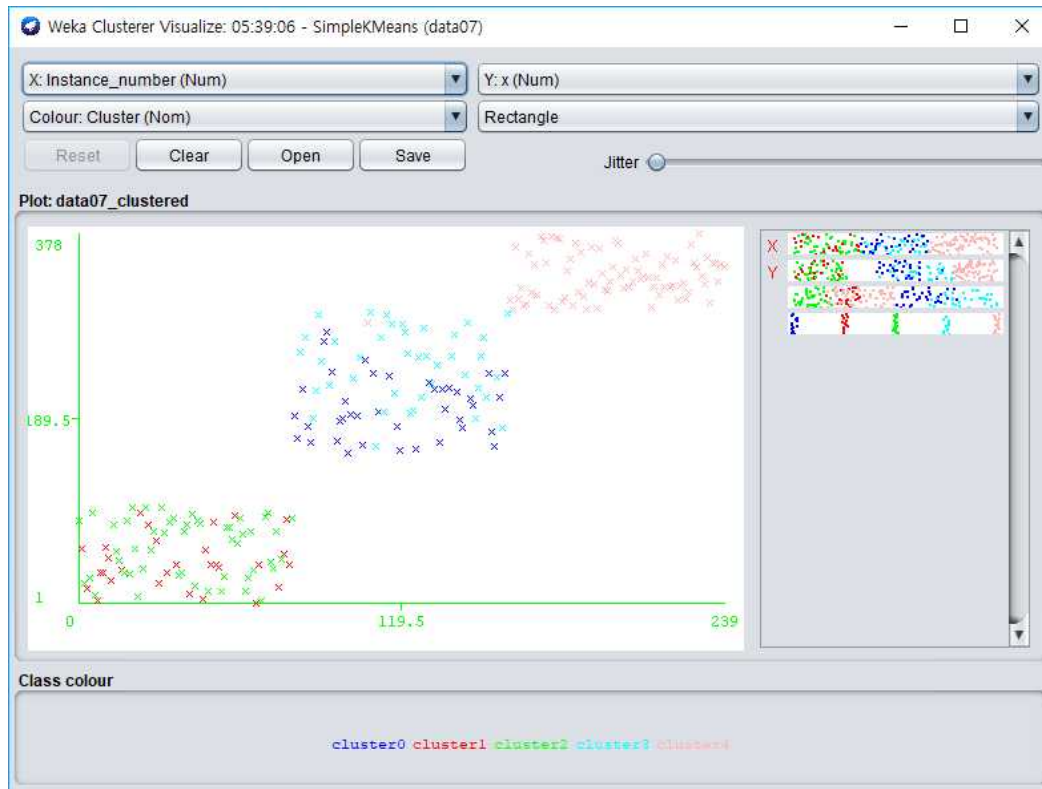 Weka Clusterer Visualize: 05:39:06 - SimpleKMeans (data07)
X: Instance_number (Num)
Y: x (Num)
Colour: Cluster (Nom)
Rectangle
Reset
Clear
Open
Save
Jitter
Plot: data07_clustered
378
189.5
1
0
119.5
239
X
Y
Class colour
cluster0 cluster1 cluster2 cluster3 cluster4